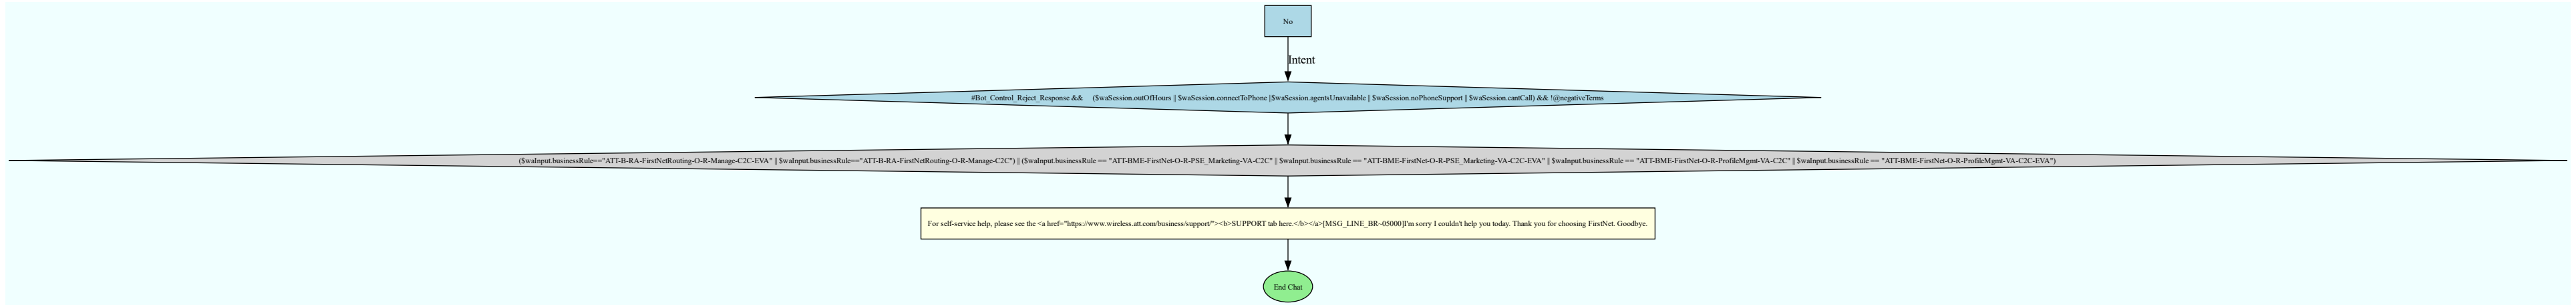 No
Intent
#Bot_Control_Reject_Response && ($waSession.outOfHours || $waSession.connectToPhone |$waSession.agentsUnavailable || $waSession.noPhoneSupport || $waSession.cantCall) && !@negativeTerms
($waInput.businessRule=="ATT-B-RA-FirstNetRouting-O-R-Manage-C2C-EVA" || $waInput.businessRule=="ATT-B-RA-FirstNetRouting-O-R-Manage-C2C") || ($waInput.businessRule == "ATT-BME-FirstNet-O-R-PSE_Marketing-VA-C2C" || $waInput.businessRule == "ATT-BME-FirstNet-O-R-PSE_Marketing-VA-C2C-EVA" || $waInput.businessRule == "ATT-BME-FirstNet-O-R-ProfileMgmt-VA-C2C" || $waInput.businessRule == "ATT-BME-FirstNet-O-R-ProfileMgmt-VA-C2C-EVA")
For self-service help, please see the <a href="https://www.wireless.att.com/business/support/"><b>SUPPORT tab here.</b></a>[MSG_LINE_BR~05000]I'm sorry I couldn't help you today. Thank you for choosing FirstNet. Goodbye.
End Chat